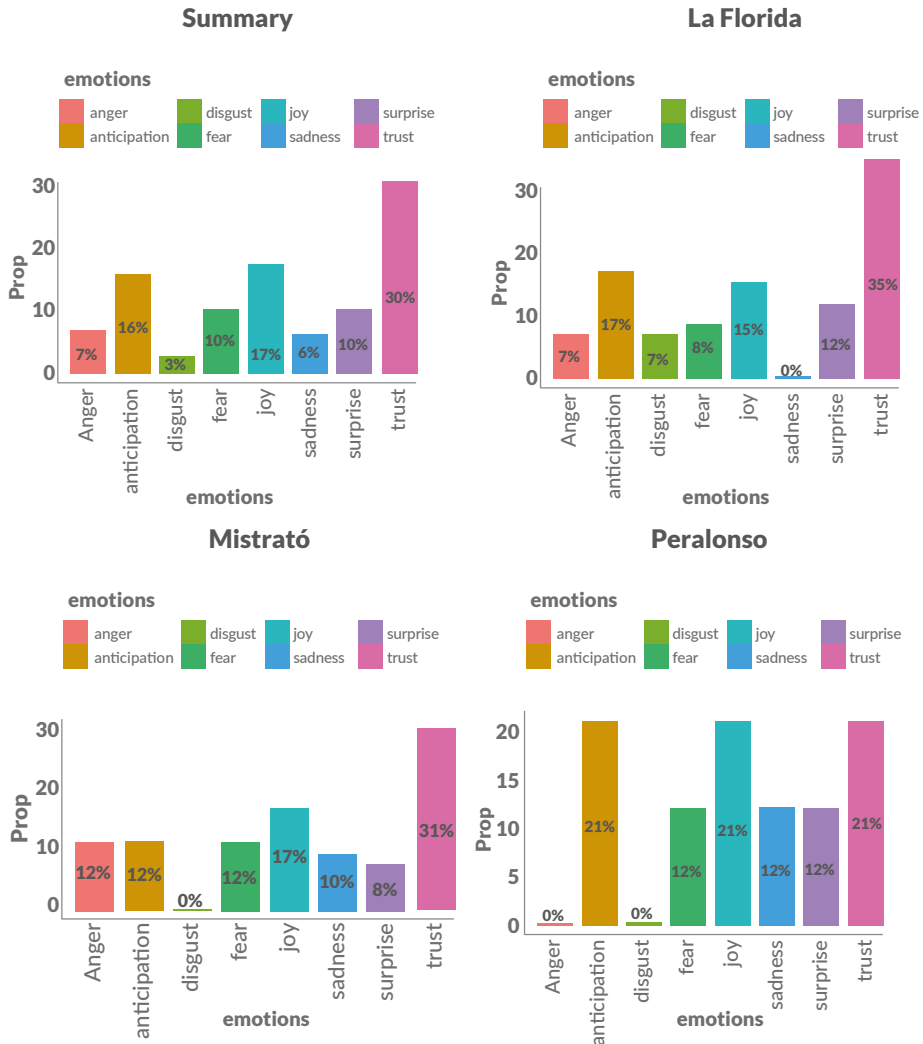 Summary
emotions
anger disgust joy surprise
anticipation fear sadness trust
Prop
30
20
10
0
7% 16% 3% 10% 17% 6% 10% 30%
Anger anticipation disgust fear joy sadness surprise trust
emotions
La Florida
emotions
anger disgust joy surprise
anticipation fear sadness trust
Prop
30
20
10
0
7% 17% 7% 8% 15% 0% 12% 35%
Anger anticipation disgust fear joy sadness surprise trust
emotions
Mistrató
emotions
anger disgust joy surprise
anticipation fear sadness trust
Prop
30
20
10
0
12% 12% 0% 12% 17% 10% 8% 31%
Anger anticipation disgust fear joy sadness surprise trust
emotions
Peralonso
emotions
anger disgust joy surprise
anticipation fear sadness trust
Prop
20
15
10
5
0
0% 21% 0% 12% 21% 12% 12% 21%
Anger anticipation disgust fear joy sadness surprise trust
emotions